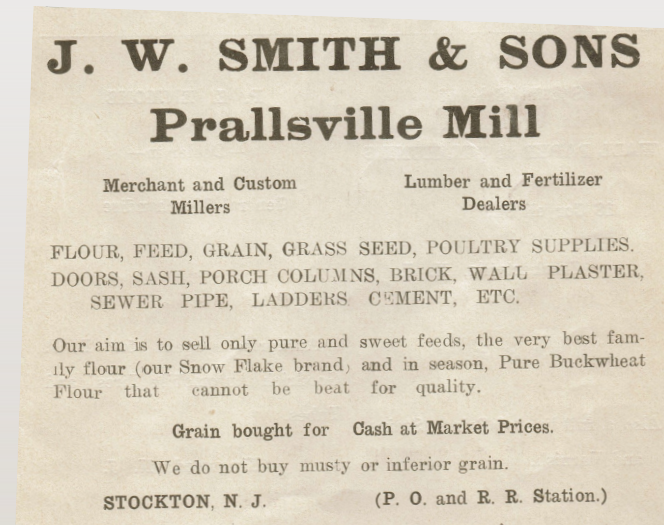 J. W. SMITH & SONS
Prallsville Mill
Merchant and Custom
Millers
Lumber and Fertilizer
Dealers
FLOUR, FEED, GRAIN, GRASS SEED, POULTRY SUPPLIES.
DOORS, SASH, PORCH COLUMNS, BRICK, WALL PLASTER,
SEWER PIPE, LADDERS CEMENT, ETC.
Our aim is to sell only pure and sweet feeds, the very best fam-
ily flour (our Snow Flake brand) and in season, Pure Buckwheat
Flour that cannot be beat for quality.
Grain bought for Cash at Market Prices.
We do not buy musty or inferior grain.
STOCKTON, N. J. (P. O. and R. R. Station.)